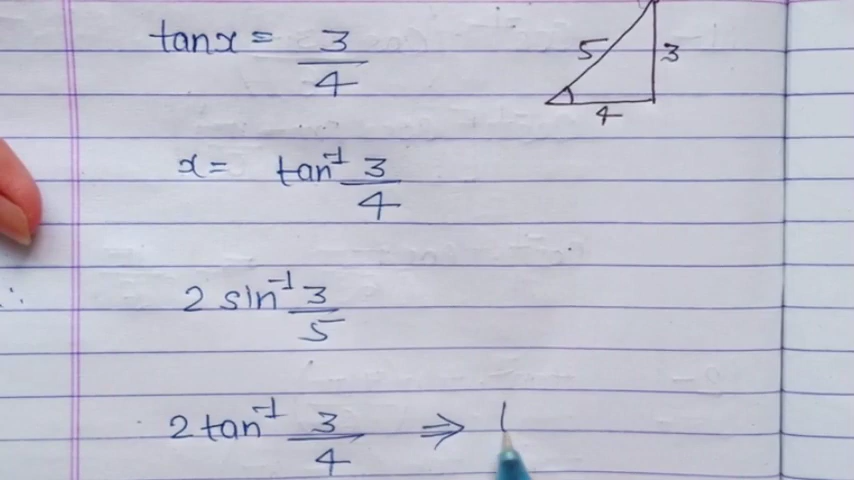 tanx = 3/4
5 3
4
x = tan⁻¹ 3/4
∴ 2 sin⁻¹ 3/5
2 tan⁻¹ 3/4 ⇒